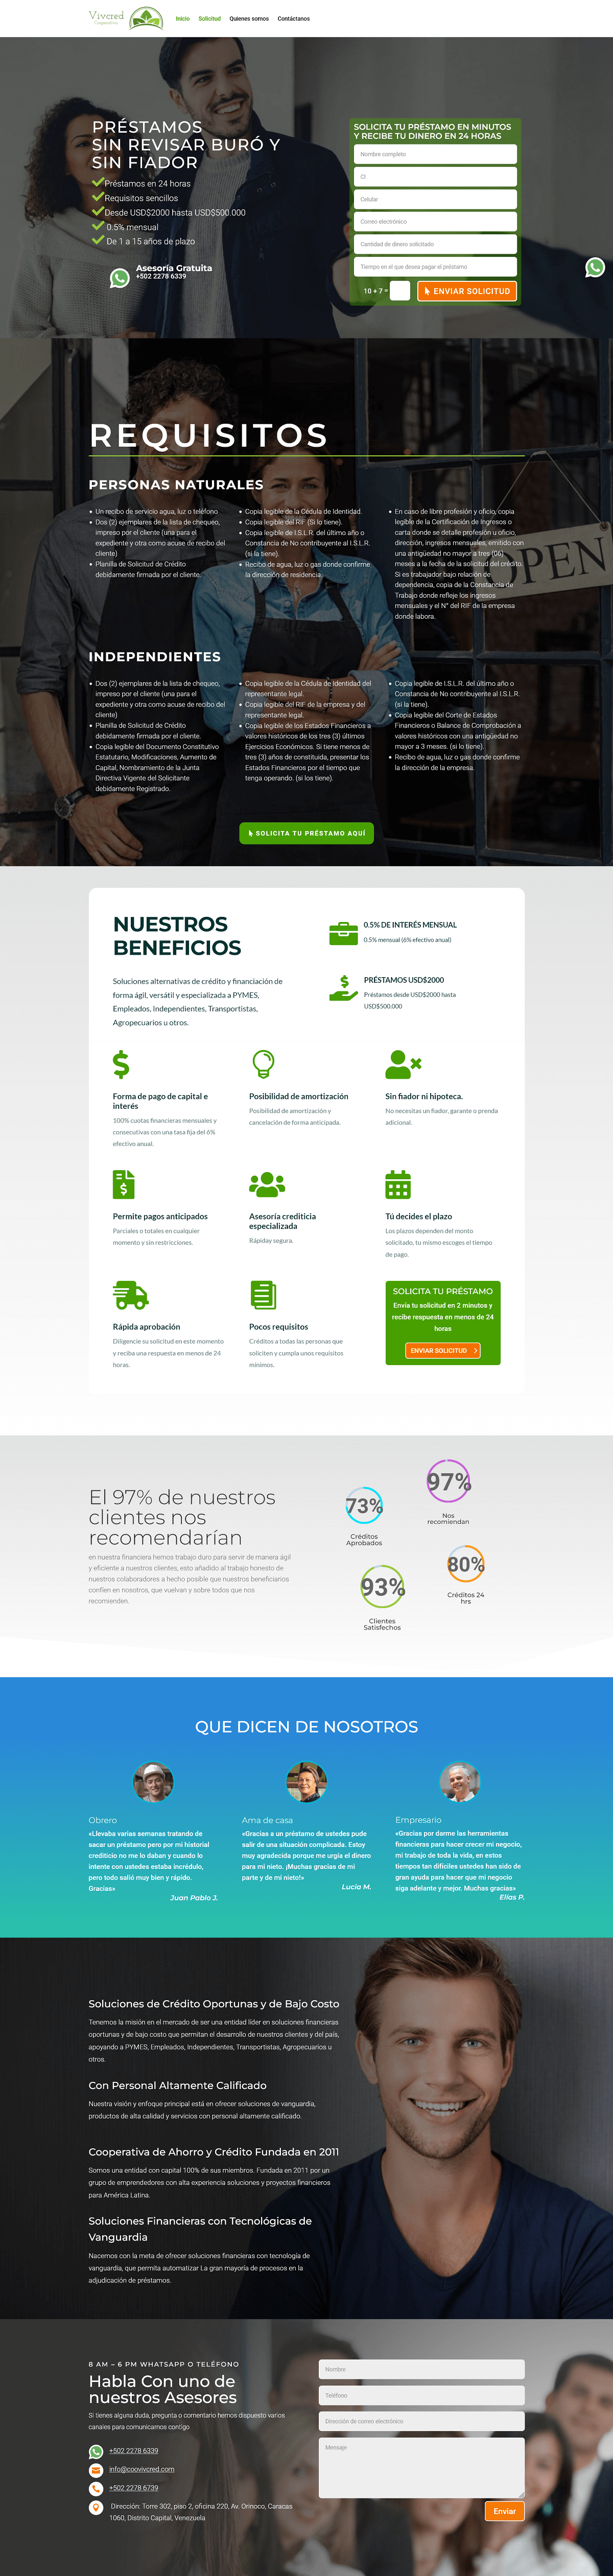 Vivcred
Cooperativa
Inicio
Solicitud
Quienes somos
Contáctanos
PRÉSTAMOS
SIN REVISAR BURÓ Y
SIN FIADOR
Préstamos en 24 horas
Requisitos sencillos
Desde USD$2000 hasta USD$500.000
0.5% mensual
De 1 a 15 años de plazo
Asesoría Gratuita
+502 2278 6339
SOLICITA TU PRÉSTAMO EN MINUTOS
Y RECIBE TU DINERO EN 24 HORAS
Nombre completo
CI
Celular
Correo electrónico
Cantidad de dinero solicitado
Tiempo en el que desea pagar el préstamo
10 + 7 =
ENVIAR SOLICITUD
REQUISITOS
PERSONAS NATURALES
Un recibo de servicio agua, luz o teléfono
Dos (2) ejemplares de la lista de chequeo,
impreso por el cliente (una para el
expediente y otra como acuse de recibo del
cliente)
Planilla de Solicitud de Crédito
debidamente firmada por el cliente.
Copia legible de la Cédula de Identidad.
Copia legible del RIF (Si lo tiene).
Copia legible de I.S.L.R. del último año o
Constancia de No contribuyente al I.S.L.R.
(si la tiene).
Recibo de agua, luz o gas donde confirme
la dirección de residencia.
En caso de libre profesión y oficio, copia
legible de la Certificación de Ingresos o
carta donde se detalle profesión u oficio,
dirección, ingresos mensuales, emitido con
una antigüedad no mayor a tres (06)
meses a la fecha de la solicitud del crédito.
Si es trabajador bajo relación de
dependencia, copia de la Constancia de
Trabajo donde refleje los ingresos
mensuales y el N° del RIF de la empresa
donde labora.
OPEN
INDEPENDIENTES
Dos (2) ejemplares de la lista de chequeo,
impreso por el cliente (una para el
expediente y otra como acuse de recibo del
cliente)
Planilla de Solicitud de Crédito
debidamente firmada por el cliente.
Copia legible del Documento Constitutivo
Estatutario, Modificaciones, Aumento de
Capital, Nombramiento de la Junta
Directiva Vigente del Solicitante
debidamente Registrado.
Copia legible de la Cédula de Identidad del
representante legal.
Copia legible del RIF de la empresa y del
representante legal.
Copia legible de los Estados Financieros a
valores históricos de los tres (3) últimos
Ejercicios Económicos. Si tiene menos de
tres (3) años de constituida, presentar los
Estados Financieros por el tiempo que
tenga operando. (si los tiene).
Copia legible de I.S.L.R. del último año o
Constancia de No contribuyente al I.S.L.R.
(si la tiene).
Copia legible del Corte de Estados
Financieros o Balance de Comprobación a
valores históricos con una antigüedad no
mayor a 3 meses. (si lo tiene).
Recibo de agua, luz o gas donde confirme
la dirección de la empresa.
SOLICITA TU PRÉSTAMO AQUÍ
NUESTROS
BENEFICIOS
Soluciones alternativas de crédito y financiación de
forma ágil, versátil y especializada a PYMES,
Empleados, Independientes, Transportistas,
Agropecuarios u otros.
0.5% DE INTERÉS MENSUAL
0.5% mensual (6% efectivo anual)
PRÉSTAMOS USD$2000
Préstamos desde USD$2000 hasta
USD$500.000
Forma de pago de capital e
interés
100% cuotas financieras mensuales y
consecutivas con una tasa fija del 6%
efectivo anual.
Posibilidad de amortización
Posibilidad de amortización y
cancelación de forma anticipada.
Sin fiador ni hipoteca.
No necesitas un fiador, garante o prenda
adicional.
Permite pagos anticipados
Parciales o totales en cualquier
momento y sin restricciones.
Asesoría crediticia
especializada
Rápiday segura.
Tú decides el plazo
Los plazos dependen del monto
solicitado, tu mismo escoges el tiempo
de pago.
Rápida aprobación
Diligencie su solicitud en este momento
y reciba una respuesta en menos de 24
horas.
Pocos requisitos
Créditos a todas las personas que
soliciten y cumpla unos requisitos
mínimos.
SOLICITA TU PRÉSTAMO
Envía tu solicitud en 2 minutos y
recibe respuesta en menos de 24
horas
ENVIAR SOLICITUD
El 97% de nuestros
clientes nos
recomendarían
en nuestra financiera hemos trabajo duro para servir de manera ágil
y eficiente a nuestros clientes, esto añadido al trabajo honesto de
nuestros colaboradores a hecho posible que nuestros beneficiarios
confíen en nosotros, que vuelvan y sobre todos que nos
recomienden.
73%
Créditos
Aprobados
97%
Nos
recomiendan
93%
Clientes
Satisfechos
80%
Créditos 24
hrs
QUE DICEN DE NOSOTROS
Obrero
«Llevaba varias semanas tratando de
sacar un préstamo pero por mi historial
crediticio no me lo daban y cuando lo
intente con ustedes estaba incrédulo,
pero todo salió muy bien y rápido.
Gracias»
Juan Pablo J.
Ama de casa
«Gracias a un préstamo de ustedes pude
salir de una situación complicada. Estoy
muy agradecida porque me urgía el dinero
para mi nieto. ¡Muchas gracias de mi
parte y de mi nieto!»
Lucia M.
Empresario
«Gracias por darme las herramientas
financieras para hacer crecer mi negocio,
mi trabajo de toda la vida, en estos
tiempos tan difíciles ustedes han sido de
gran ayuda para hacer que mi negocio
siga adelante y mejor. Muchas gracias»
Elías P.
Soluciones de Crédito Oportunas y de Bajo Costo
Tenemos la misión en el mercado de ser una entidad líder en soluciones financieras
oportunas y de bajo costo que permitan el desarrollo de nuestros clientes y del país,
apoyando a PYMES, Empleados, Independientes, Transportistas, Agropecuarios u
otros.
Con Personal Altamente Calificado
Nuestra visión y enfoque principal está en ofrecer soluciones de vanguardia,
productos de alta calidad y servicios con personal altamente calificado.
Cooperativa de Ahorro y Crédito Fundada en 2011
Somos una entidad con capital 100% de sus miembros. Fundada en 2011 por un
grupo de emprendedores con alta experiencia soluciones y proyectos financieros
para América Latina.
Soluciones Financieras con Tecnológicas de
Vanguardia
Nacemos con la meta de ofrecer soluciones financieras con tecnología de
vanguardia, que permita automatizar La gran mayoría de procesos en la
adjudicación de préstamos.
8 AM – 6 PM WHATSAPP O TELÉFONO
Habla Con uno de
nuestros Asesores
Si tienes alguna duda, pregunta o comentario hemos dispuesto varios
canales para comunicarnos contigo
+502 2278 6339
info@coovivcred.com
+502 2278 6739
Dirección: Torre 302, piso 2, oficina 220, Av. Orinoco, Caracas
1060, Distrito Capital, Venezuela
Nombre
Teléfono
Dirección de correo electrónico
Mensaje
Enviar